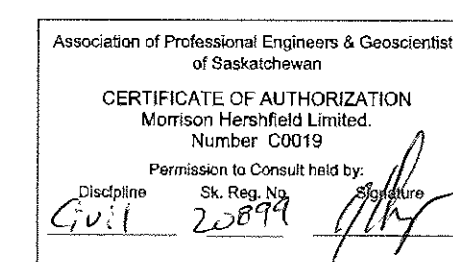 Association of Professional Engineers & Geoscientist
of Saskatchewan
CERTIFICATE OF AUTHORIZATION
Morrison Hershfield Limited.
Number C0019
Permission to Consult held by:
Discipline Sk. Reg. No. Signature
Civil 20899